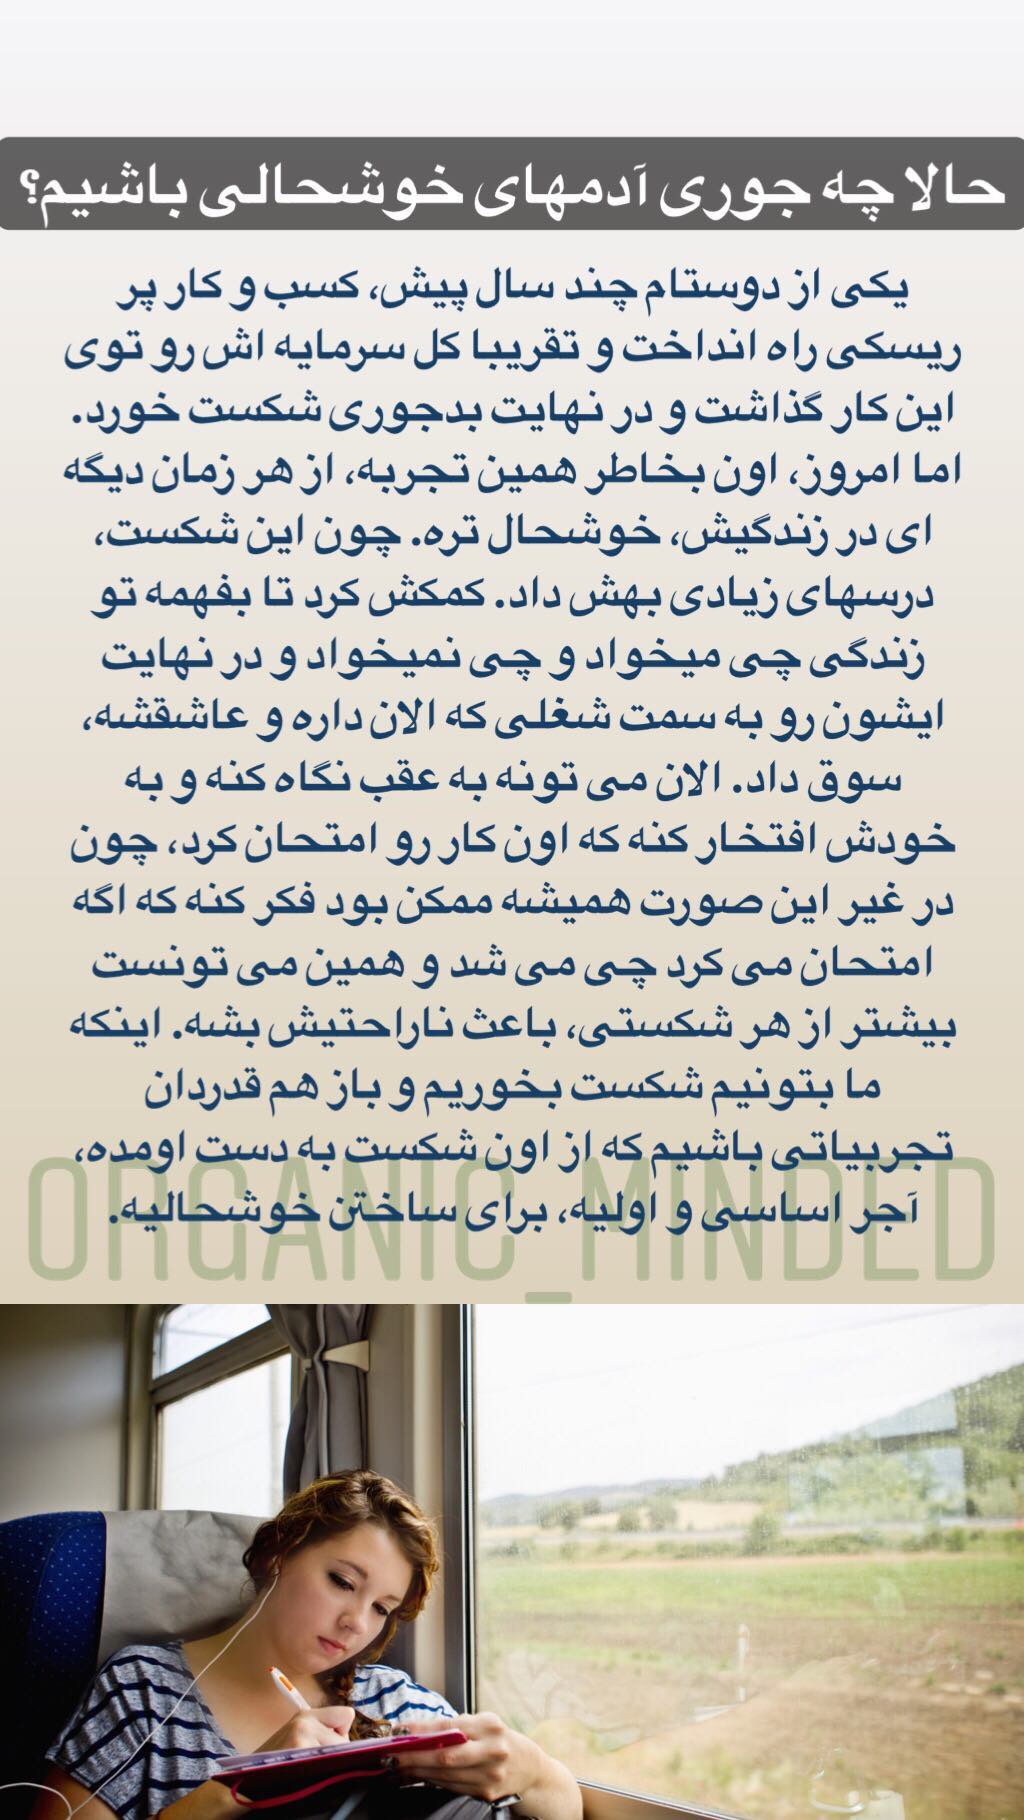 حالا چه جوری آدمهای خوشحالی باشیم؟
یکی از دوستام چند سال پیش، کسب و کار پر
ریسکی راه انداخت و تقریبا کل سرمایه اش رو توی
این کار گذاشت و در نهایت بدجوری شکست خورد.
اما امروز، اون بخاطر همین تجربه، از هر زمان دیگه
ای در زندگیش، خوشحال تره. چون این شکست،
درسهای زیادی بهش داد. کمکش کرد تا بفهمه تو
زندگی چی میخواد و چی نمیخواد و در نهایت
ایشون رو به سمت شغلی که الان داره و عاشقشه،
سوق داد. الان می تونه به عقب نگاه کنه و به
خودش افتخار کنه که اون کار رو امتحان کرد، چون
در غیر این صورت همیشه ممکن بود فکر کنه که اگه
امتحان می کرد چی می شد و همین می تونست
بیشتر از هر شکستی، باعث ناراحتیش بشه. اینکه
ما بتونیم شکست بخوریم و باز هم قدردان
تجربیاتی باشیم که از اون شکست به دست اومده،
آجر اساسی و اولیه، برای ساختن خوشحالیه.
ORGANIC_MINDED